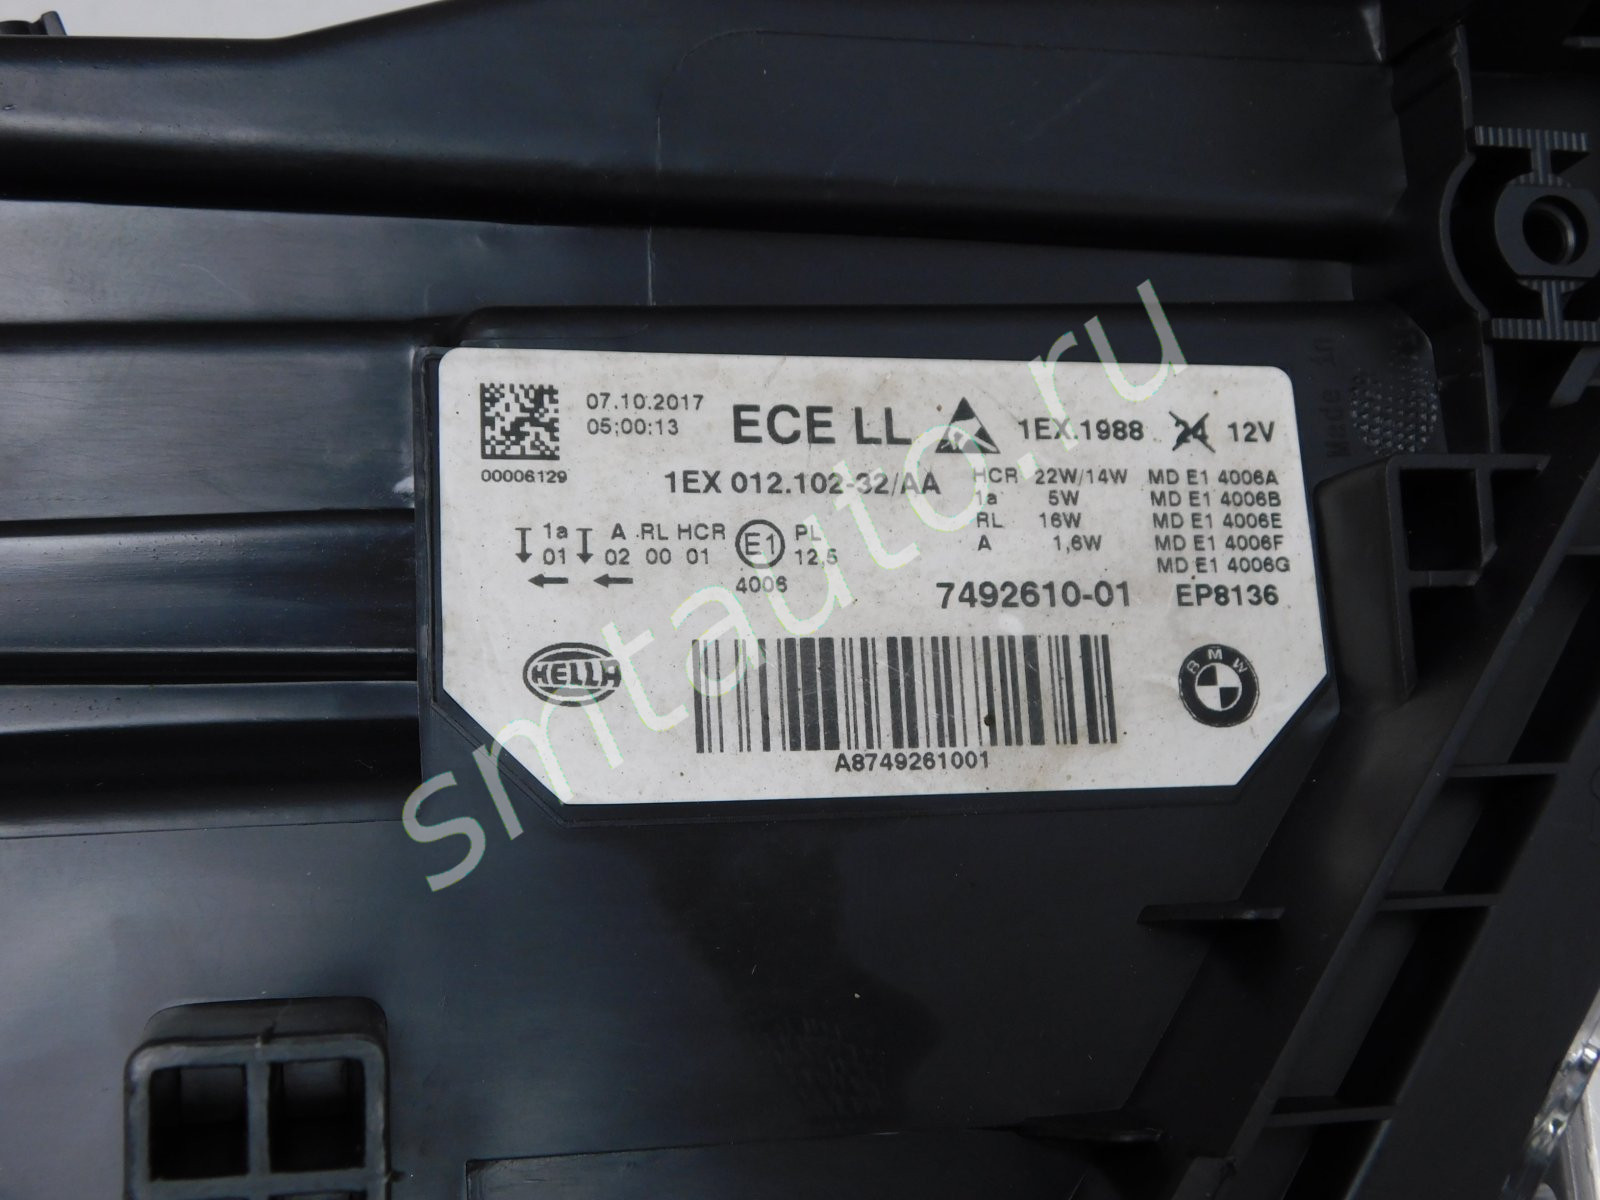 07.10.2017
05:00:13
00006129
ECE LL
1EX.1988 24 12V
1EX 012.102-32/AA
HCR 22W/14W MD E1 4006A
1a 5W MD E1 4006B
RL 16W MD E1 4006E
A 1,6W MD E1 4006F
MD E1 4006G
1a A RL HCR E1 PL
01 02 00 01 12,5
4006
7492610-01 EP8136
HELLA
BMW
A8749261001
smtauto.ru